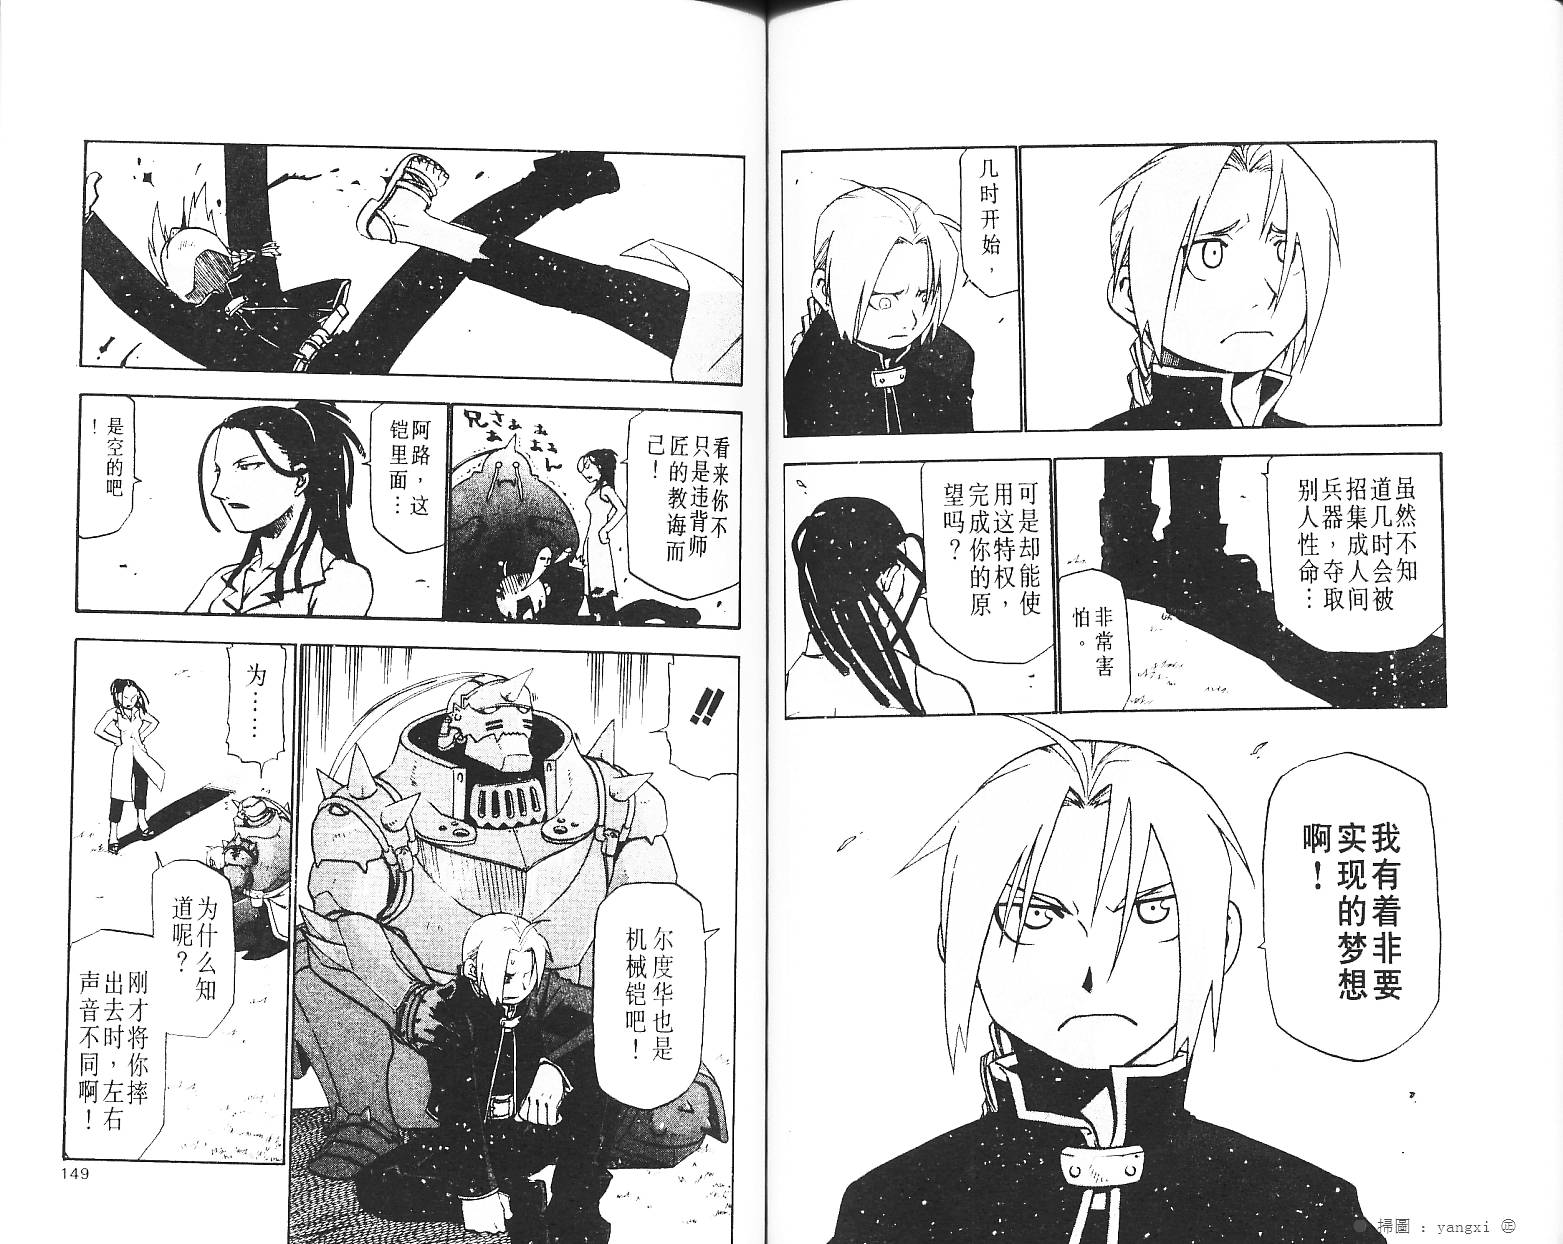 几时开始，
虽然不知
道几时会被
招集成人间
兵器，夺取
别人性命…
非常害
怕。
可是却能使
用这特权，
完成你的原
望吗？
我有着非要
实现的梦想
啊！
看来你不
只是违背师
匠的教诲而
己！
兄さぁぁ
ぁぁぁぁん
阿路，这
铠里面…
是空的吧
！
!!
尔度华也是
机械铠吧！
为……
为什么知
道呢？
刚才将你摔
出去时，左右
声音不同啊！
149
掃圖：yangxi ㊣